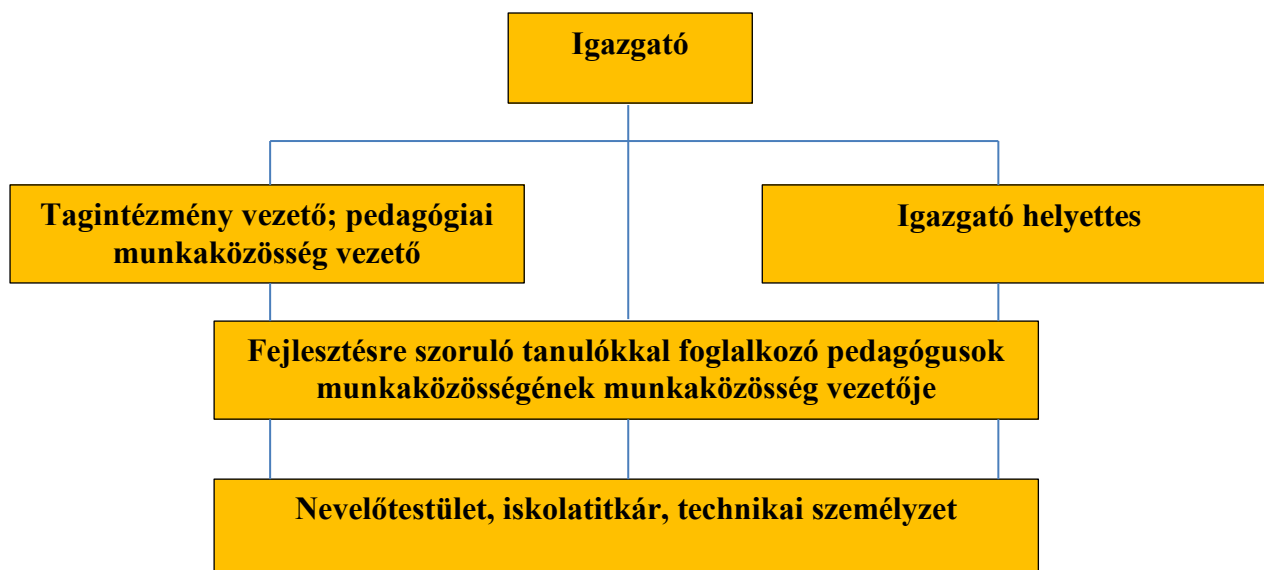 Igazgató
Tagintézmény vezető; pedagógiai
munkaközösség vezető
Igazgató helyettes
Fejlesztésre szoruló tanulókkal foglalkozó pedagógusok
munkaközösségének munkaközösség vezetője
Nevelőtestület, iskolatitkár, technikai személyzet